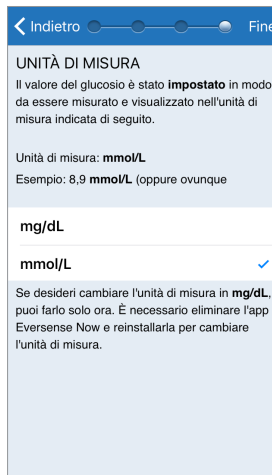 Indietro Fine
UNITÀ DI MISURA
Il valore del glucosio è stato impostato in modo
da essere misurato e visualizzato nell'unità di
misura indicata di seguito.
Unità di misura: mmol/L
Esempio: 8,9 mmol/L (oppure ovunque
mg/dL
mmol/L
Se desideri cambiare l'unità di misura in mg/dL,
puoi farlo solo ora. È necessario eliminare l'app
Eversense Now e reinstallarla per cambiare
l'unità di misura.